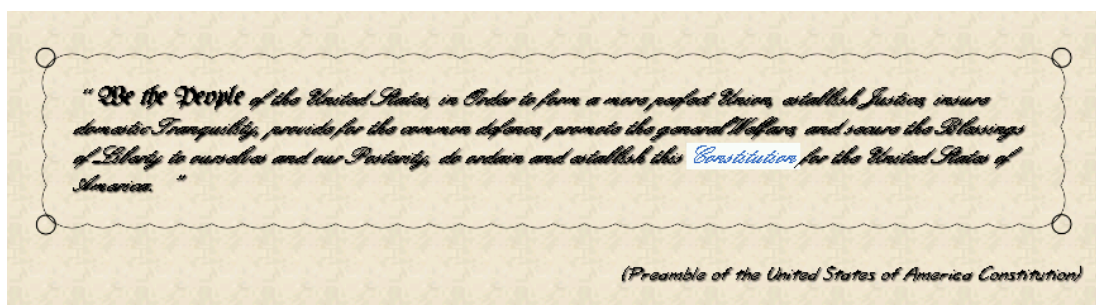 “ We the People of the United States, in Order to form a more perfect Union, establish Justice, insure
domestic Tranquility, provide for the common defence, promote the general Welfare, and secure the Blessings
of Liberty to ourselves and our Posterity, do ordain and establish this Constitution for the United States of
America. ”
(Preamble of the United States of America Constitution)